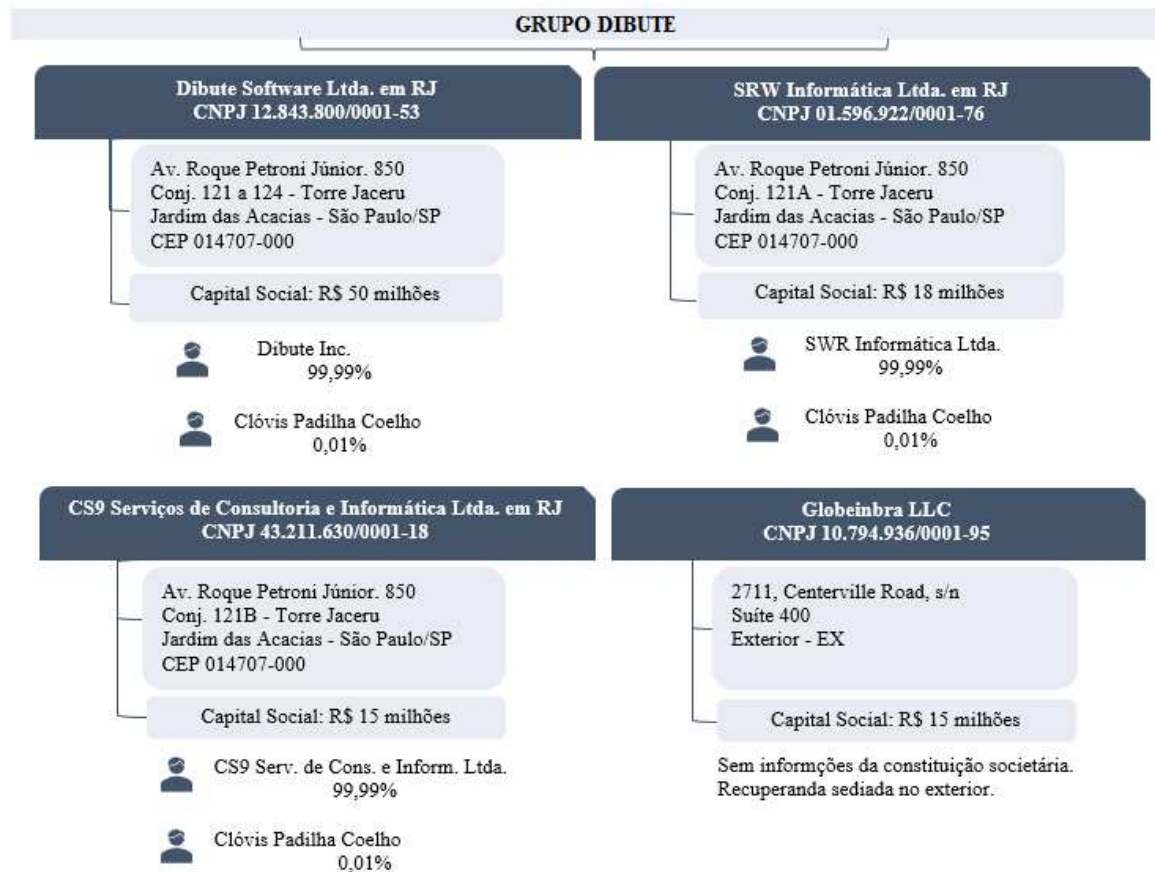 GRUPO DIBUTE
Dibute Software Ltda. em RJ
CNPJ 12.843.800/0001-53
Av. Roque Petroni Júnior. 850
Conj. 121 a 124 - Torre Jaceru
Jardim das Acacias - São Paulo/SP
CEP 014707-000
Capital Social: R$ 50 milhões
Dibute Inc.
99,99%
Clóvis Padilha Coelho
0,01%
SRW Informática Ltda. em RJ
CNPJ 01.596.922/0001-76
Av. Roque Petroni Júnior. 850
Conj. 121A - Torre Jaceru
Jardim das Acacias - São Paulo/SP
CEP 014707-000
Capital Social: R$ 18 milhões
SWR Informática Ltda.
99,99%
Clóvis Padilha Coelho
0,01%
CS9 Serviços de Consultoria e Informática Ltda. em RJ
CNPJ 43.211.630/0001-18
Av. Roque Petroni Júnior. 850
Conj. 121B - Torre Jaceru
Jardim das Acacias - São Paulo/SP
CEP 014707-000
Capital Social: R$ 15 milhões
CS9 Serv. de Cons. e Inform. Ltda.
99,99%
Clóvis Padilha Coelho
0,01%
Globeinbra LLC
CNPJ 10.794.936/0001-95
2711, Centerville Road, s/n
Suíte 400
Exterior - EX
Capital Social: R$ 15 milhões
Sem informções da constituição societária.
Recuperanda sediada no exterior.